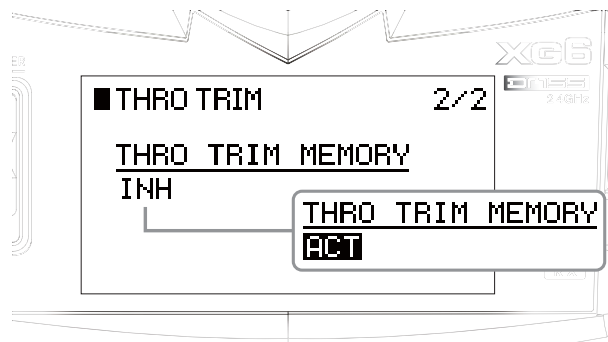 XG6
DMSS
2.4GHz
■THRO TRIM 2/2
THRO TRIM MEMORY
INH
THRO TRIM MEMORY
ACT